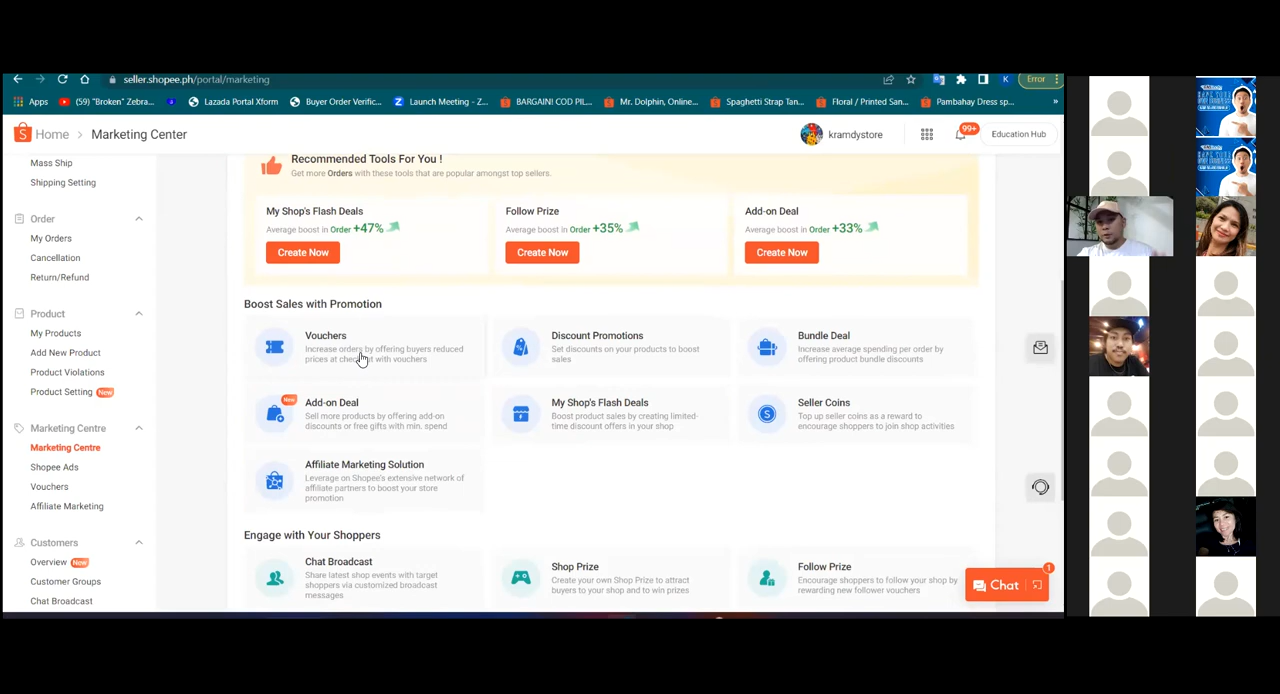 seller.shopee.ph/portal/marketing
K
Error
Apps
(59) "Broken" Zebra...
Lazada Portal Xform
Buyer Order Verific...
Launch Meeting - Z...
BARGAIN! COD PIL...
Mr. Dolphin, Online...
Spaghetti Strap Tan...
Floral / Printed San...
Pambahay Dress sp...
»
Home > Marketing Center
kramdystore
99+
Education Hub
Mass Ship
Shipping Setting
Order
My Orders
Cancellation
Return/Refund
Product
My Products
Add New Product
Product Violations
Product Setting New
Marketing Centre
Marketing Centre
Shopee Ads
Vouchers
Affiliate Marketing
Customers
Overview New
Customer Groups
Chat Broadcast
Recommended Tools For You !
Get more Orders with these tools that are popular amongst top sellers.
My Shop's Flash Deals
Average boost in Order +47%
Create Now
Follow Prize
Average boost in Order +35%
Create Now
Add-on Deal
Average boost in Order +33%
Create Now
Boost Sales with Promotion
Vouchers
Increase orders by offering buyers reduced
prices at checkout with vouchers
Discount Promotions
Set discounts on your products to boost
sales
Bundle Deal
Increase average spending per order by
offering product bundle discounts
New
Add-on Deal
Sell more products by offering add-on
discounts or free gifts with min. spend
My Shop's Flash Deals
Boost product sales by creating limited-
time discount offers in your shop
Seller Coins
Top up seller coins as a reward to
encourage shoppers to join shop activities
Affiliate Marketing Solution
Leverage on Shopee's extensive network of
affiliate partners to boost your store
promotion
Engage with Your Shoppers
Chat Broadcast
Share latest shop events with target
shoppers via customized broadcast
messages
Shop Prize
Create your own Shop Prize to attract
buyers to your shop and to win prizes
Follow Prize
Encourage shoppers to follow your shop by
rewarding new follower vouchers
Chat
1